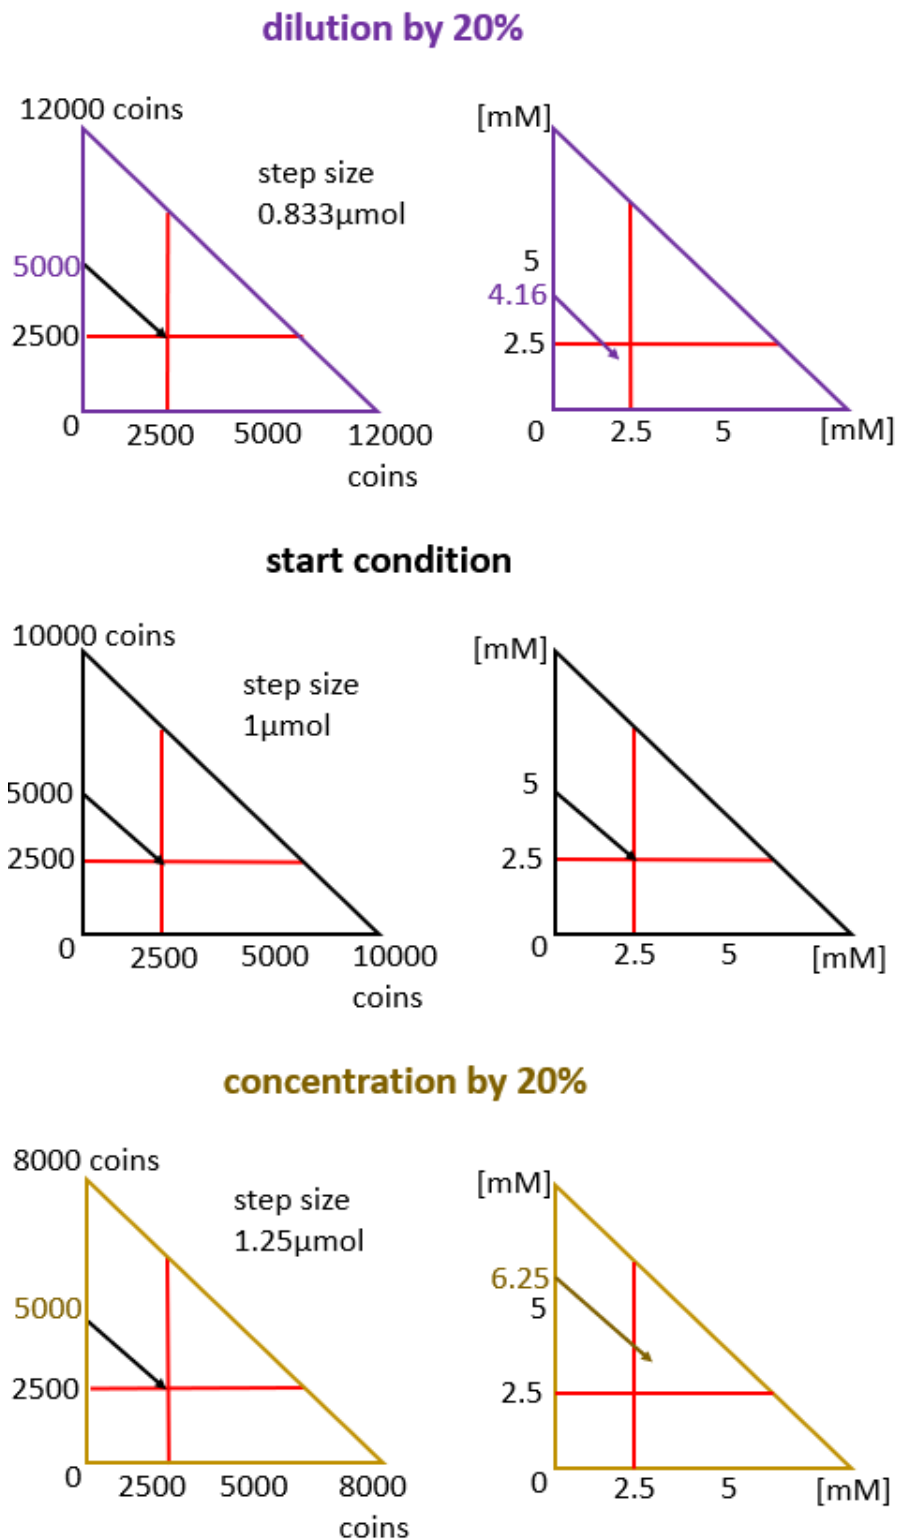 dilution by 20%
12000 coins
step size
0.833µmol
5000
2500
0
2500
5000
12000
coins
[mM]
5
4.16
2.5
0
2.5
5
[mM]
start condition
10000 coins
step size
1µmol
5000
2500
0
2500
5000
10000
coins
[mM]
5
2.5
0
2.5
5
[mM]
concentration by 20%
8000 coins
step size
1.25µmol
5000
2500
0
2500
5000
8000
coins
[mM]
6.25
5
2.5
0
2.5
5
[mM]